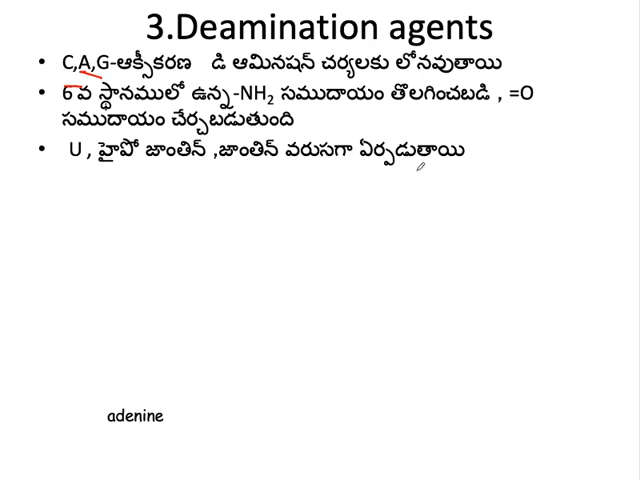 3.Deamination agents
• C,A,G-ఆక్సీకరణ డి ఆమినషన్ చర్యలకు లోనవుతాయి
• 6 వ స్థానములో ఉన్న-NH₂ సముదాయం తొలగించబడి , =O
సముదాయం చేర్చబడుతుంది
• U , హైపో జాంతిన్ ,జాంతిన్ వరుసగా ఏర్పడుతాయి
adenine